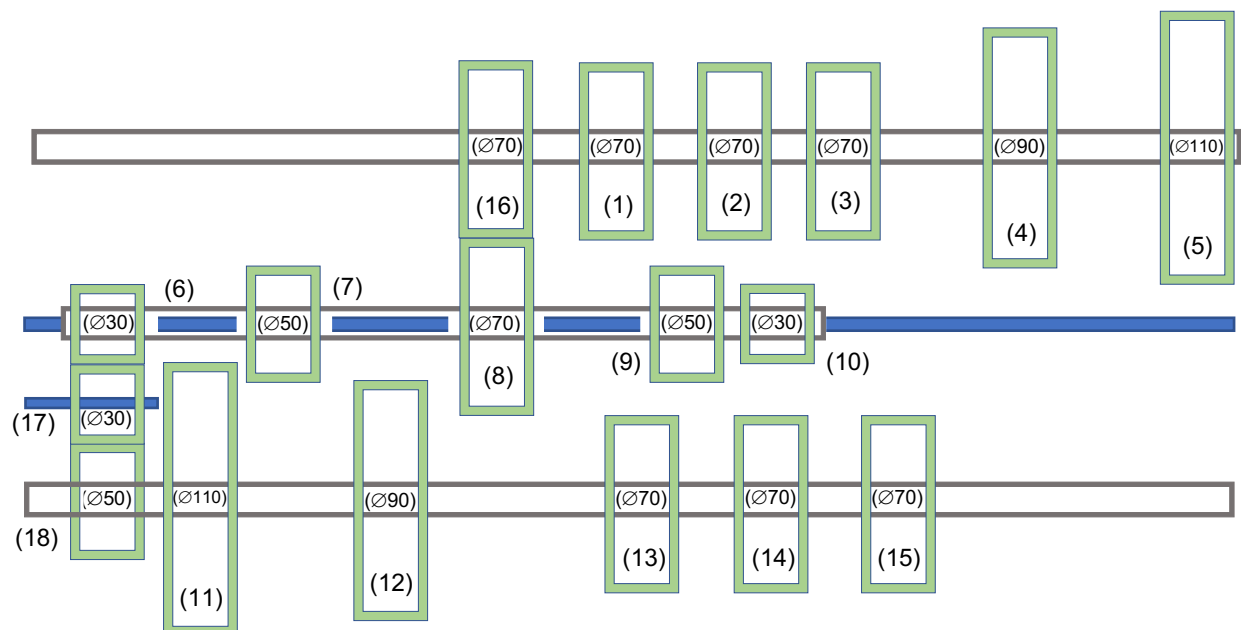 (∅70) (∅70) (∅70) (∅70) (∅90) (∅110)
(16) (1) (2) (3) (4) (5)
(6) (7)
(∅30) (∅50) (∅70) (∅50) (∅30)
(8) (9) (10)
(17) (∅30)
(∅50) (∅110) (∅90) (∅70) (∅70) (∅70)
(18) (11) (12) (13) (14) (15)